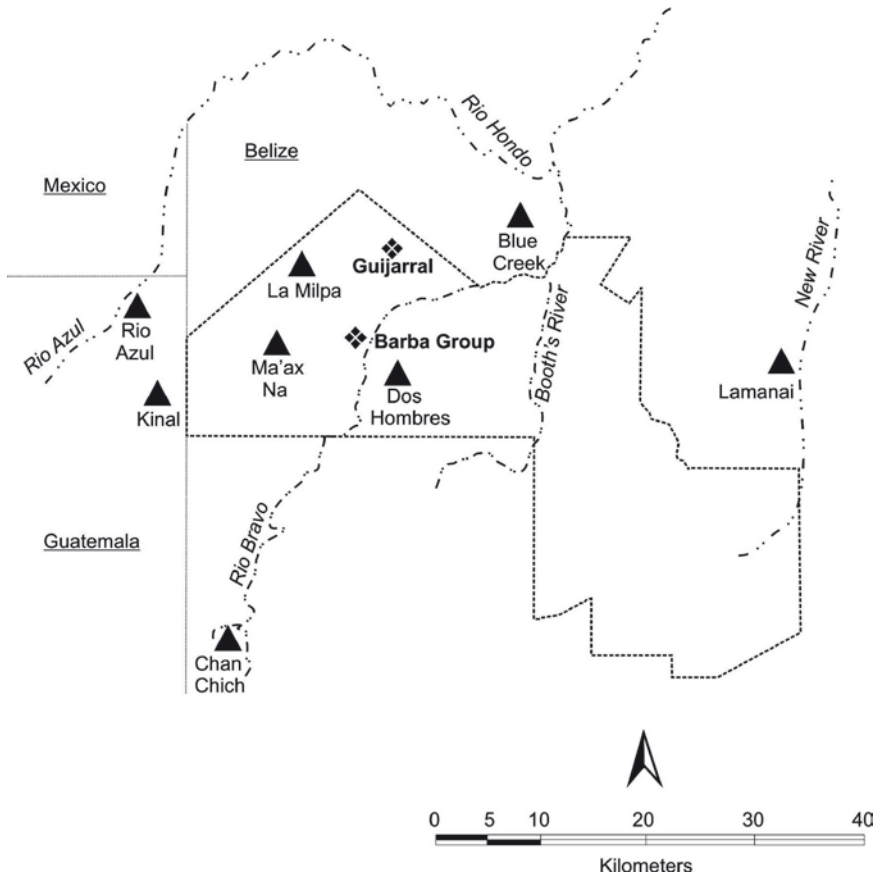 Rio Hondo
Belize
Mexico
Blue
Creek
Guijarral
La Milpa
New River
Rio Azul
Rio
Azul
Barba Group
Ma'ax
Na
Booth's River
Dos
Hombres
Lamanai
Kinal
Guatemala
Rio Bravo
Chan
Chich
0 5 10 20 30 40
Kilometers